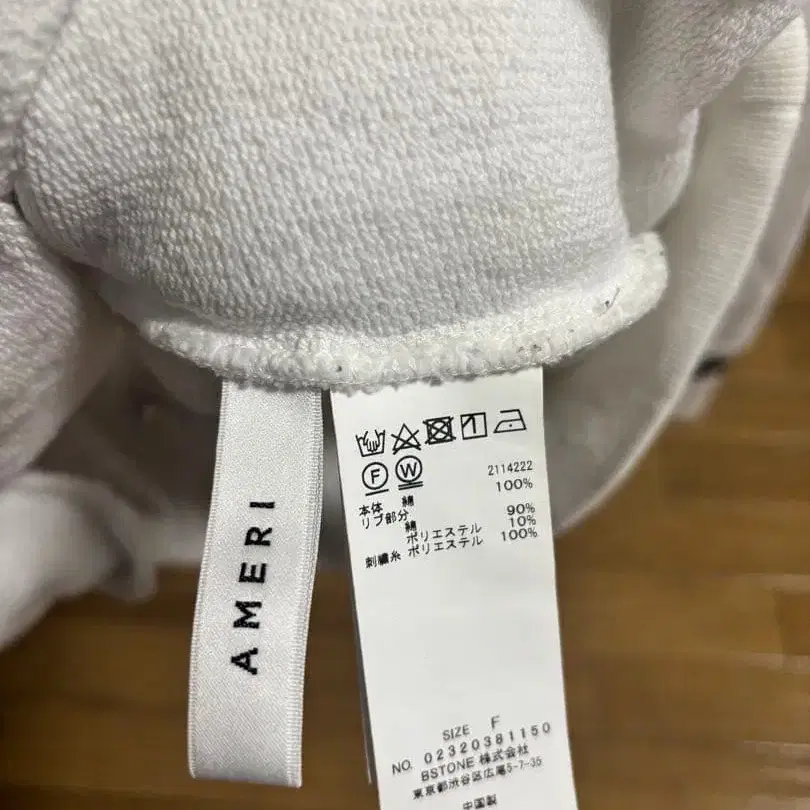 AMERI
F W
2114222
本体 綿 100%
リブ部分
綿 90%
ポリエステル 10%
刺繍糸 ポリエステル 100%
SIZE F
NO. 02320381150
BSTONE 株式会社
東京都渋谷区広尾5-7-35
中国製